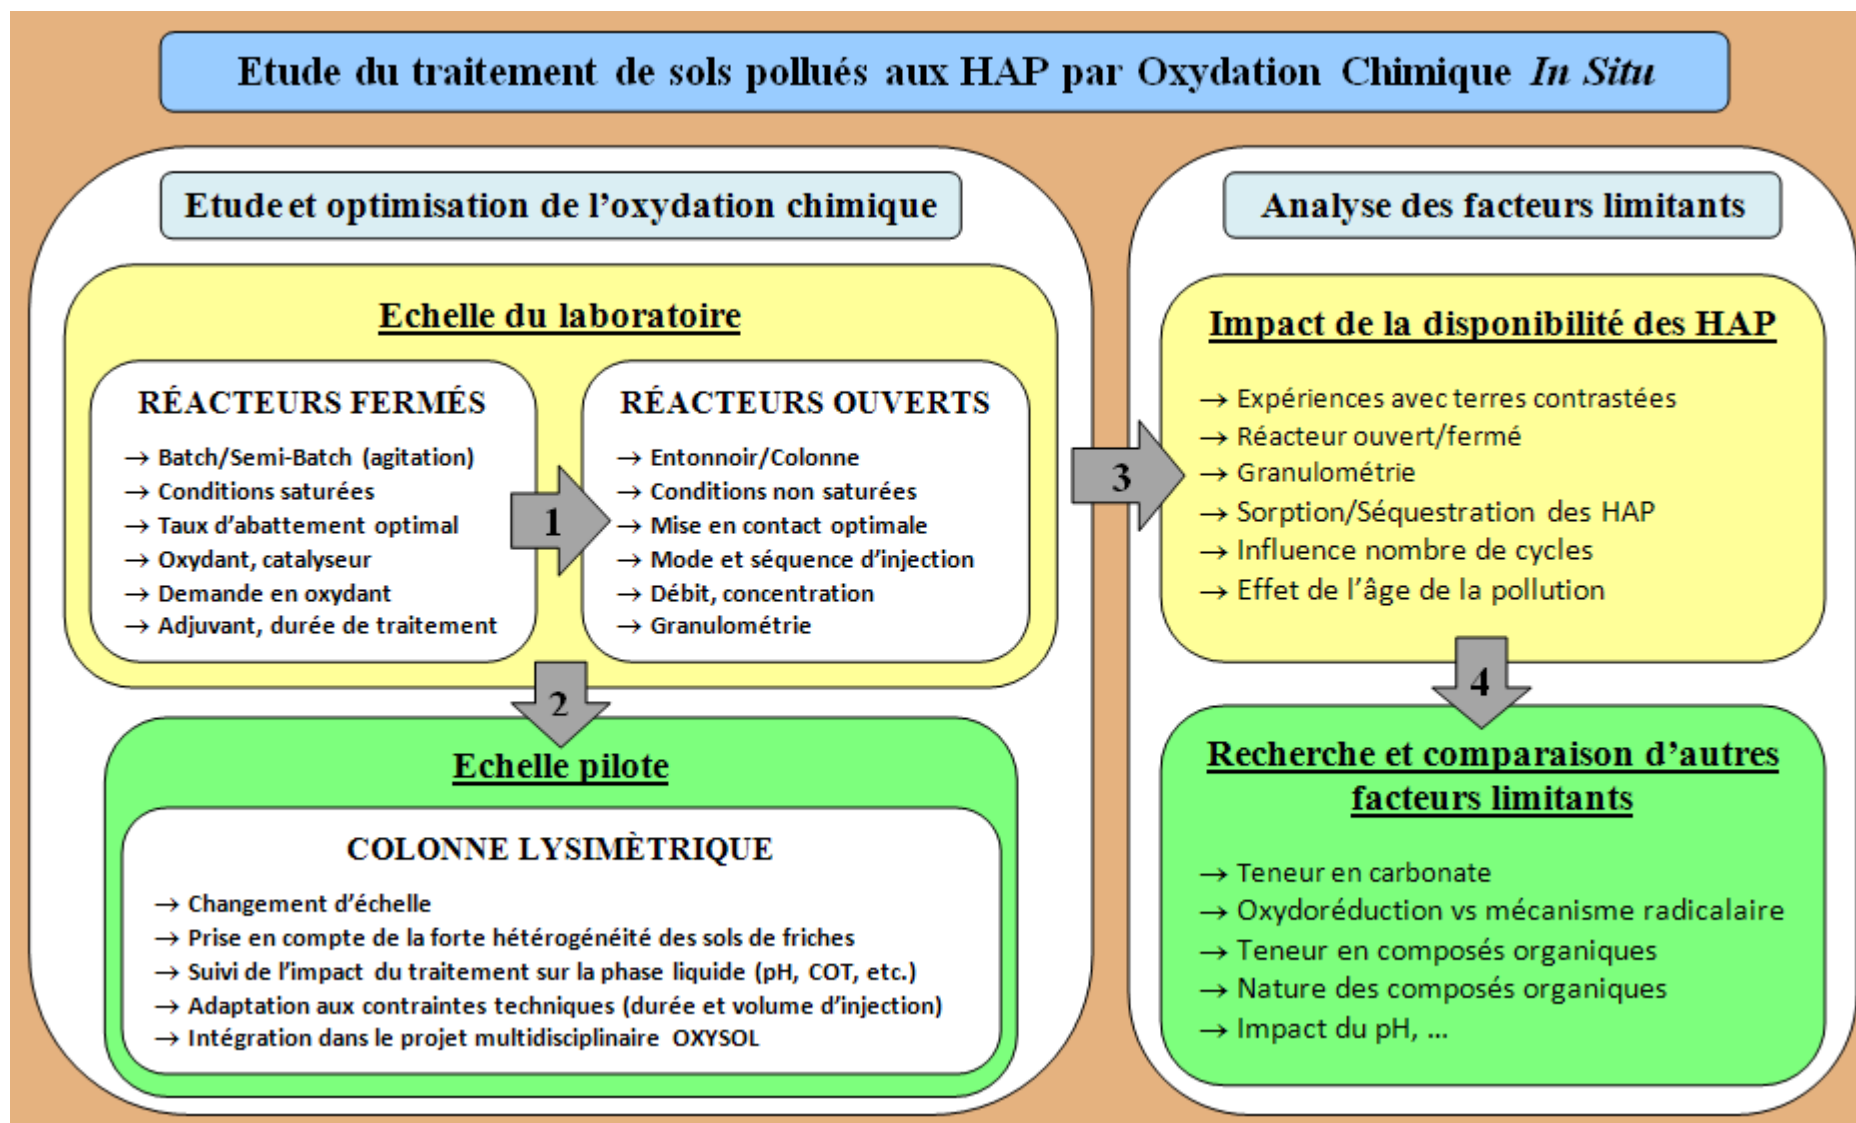 Etude du traitement de sols pollués aux HAP par Oxydation Chimique In Situ
Etude et optimisation de l'oxydation chimique
Echelle du laboratoire
RÉACTEURS FERMÉS
→ Batch/Semi-Batch (agitation)
→ Conditions saturées
→ Taux d'abattement optimal
→ Oxydant, catalyseur
→ Demande en oxydant
→ Adjuvant, durée de traitement
1
RÉACTEURS OUVERTS
→ Entonnoir/Colonne
→ Conditions non saturées
→ Mise en contact optimale
→ Mode et séquence d'injection
→ Débit, concentration
→ Granulométrie
2
Echelle pilote
COLONNE LYSIMÈTRIQUE
→ Changement d'échelle
→ Prise en compte de la forte hétérogénéité des sols de friches
→ Suivi de l'impact du traitement sur la phase liquide (pH, COT, etc.)
→ Adaptation aux contraintes techniques (durée et volume d'injection)
→ Intégration dans le projet multidisciplinaire OXYSOL
3
Analyse des facteurs limitants
Impact de la disponibilité des HAP
→ Expériences avec terres contrastées
→ Réacteur ouvert/fermé
→ Granulométrie
→ Sorption/Séquestration des HAP
→ Influence nombre de cycles
→ Effet de l'âge de la pollution
4
Recherche et comparaison d'autres
facteurs limitants
→ Teneur en carbonate
→ Oxydoréduction vs mécanisme radicalaire
→ Teneur en composés organiques
→ Nature des composés organiques
→ Impact du pH, ...